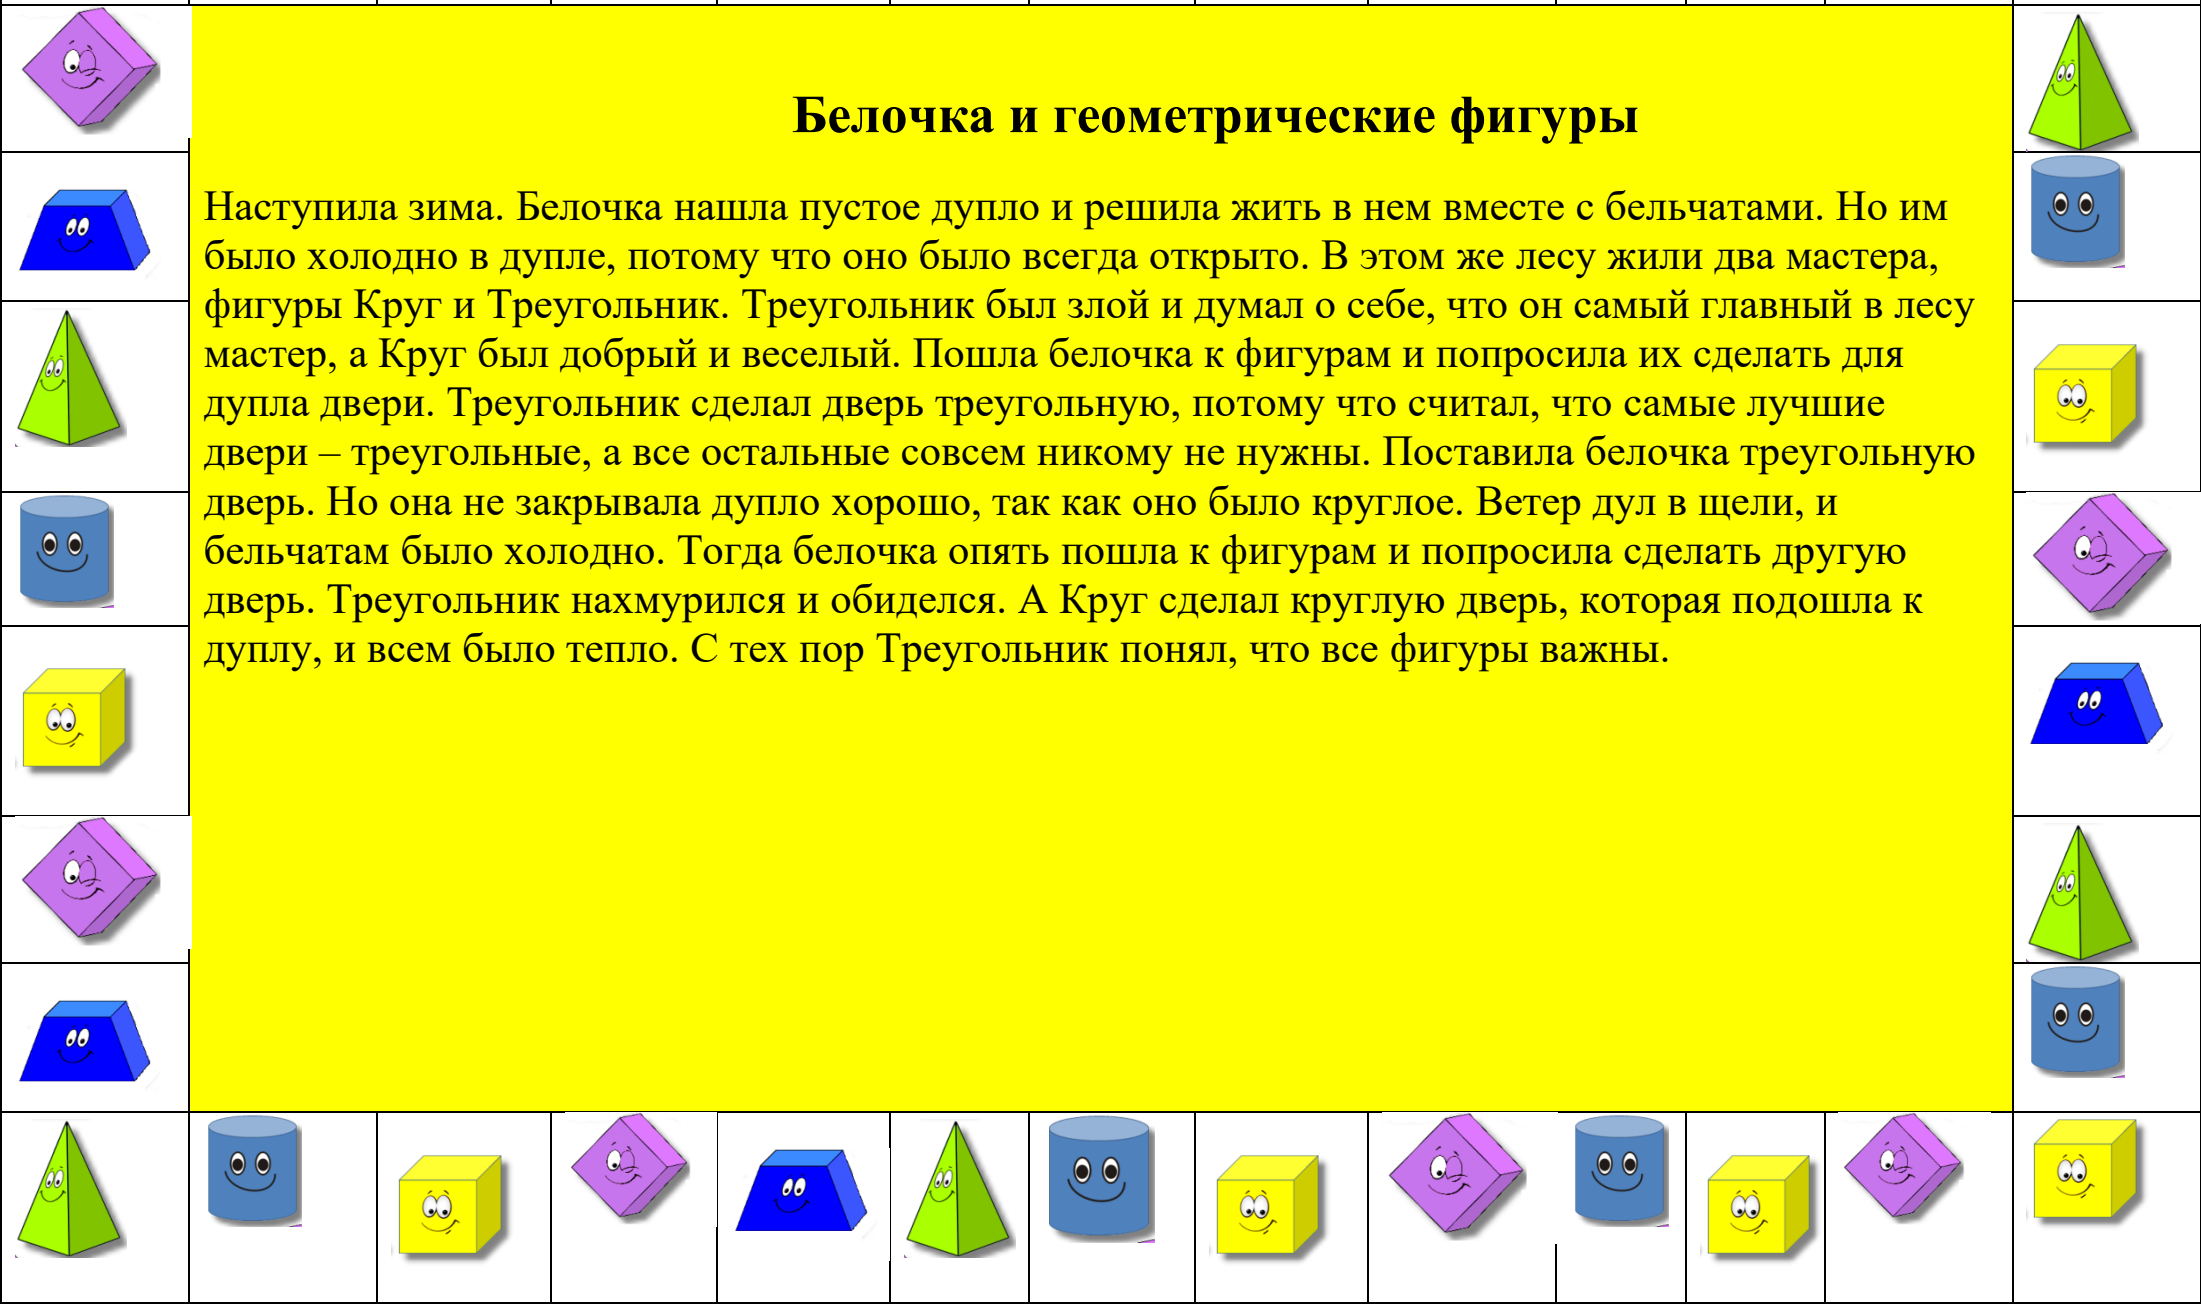 Белочка и геометрические фигуры
Наступила зима. Белочка нашла пустое дупло и решила жить в нем вместе с бельчатами. Но им
было холодно в дупле, потому что оно было всегда открыто. В этом же лесу жили два мастера,
фигуры Круг и Треугольник. Треугольник был злой и думал о себе, что он самый главный в лесу
мастер, а Круг был добрый и веселый. Пошла белочка к фигурам и попросила их сделать для
дупла двери. Треугольник сделал дверь треугольную, потому что считал, что самые лучшие
двери – треугольные, а все остальные совсем никому не нужны. Поставила белочка треугольную
дверь. Но она не закрывала дупло хорошо, так как оно было круглое. Ветер дул в щели, и
бельчатам было холодно. Тогда белочка опять пошла к фигурам и попросила сделать другую
дверь. Треугольник нахмурился и обиделся. А Круг сделал круглую дверь, которая подошла к
дуплу, и всем было тепло. С тех пор Треугольник понял, что все фигуры важны.